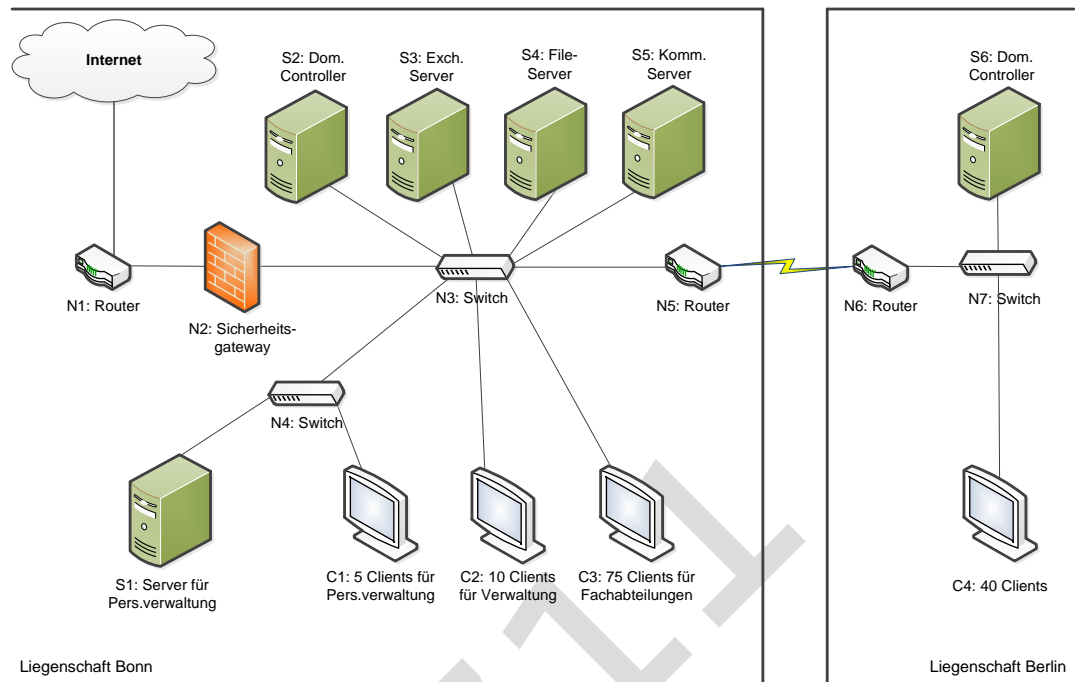 Internet
S2: Dom.
Controller
S3: Exch.
Server
S4: File-
Server
S5: Komm.
Server
S6: Dom.
Controller
N1: Router
N2: Sicherheits-
gateway
N3: Switch
N5: Router
N6: Router
N7: Switch
N4: Switch
S1: Server für
Pers.verwaltung
C1: 5 Clients für
Pers.verwaltung
C2: 10 Clients
für Verwaltung
C3: 75 Clients für
Fachabteilungen
C4: 40 Clients
Liegenschaft Bonn
Liegenschaft Berlin